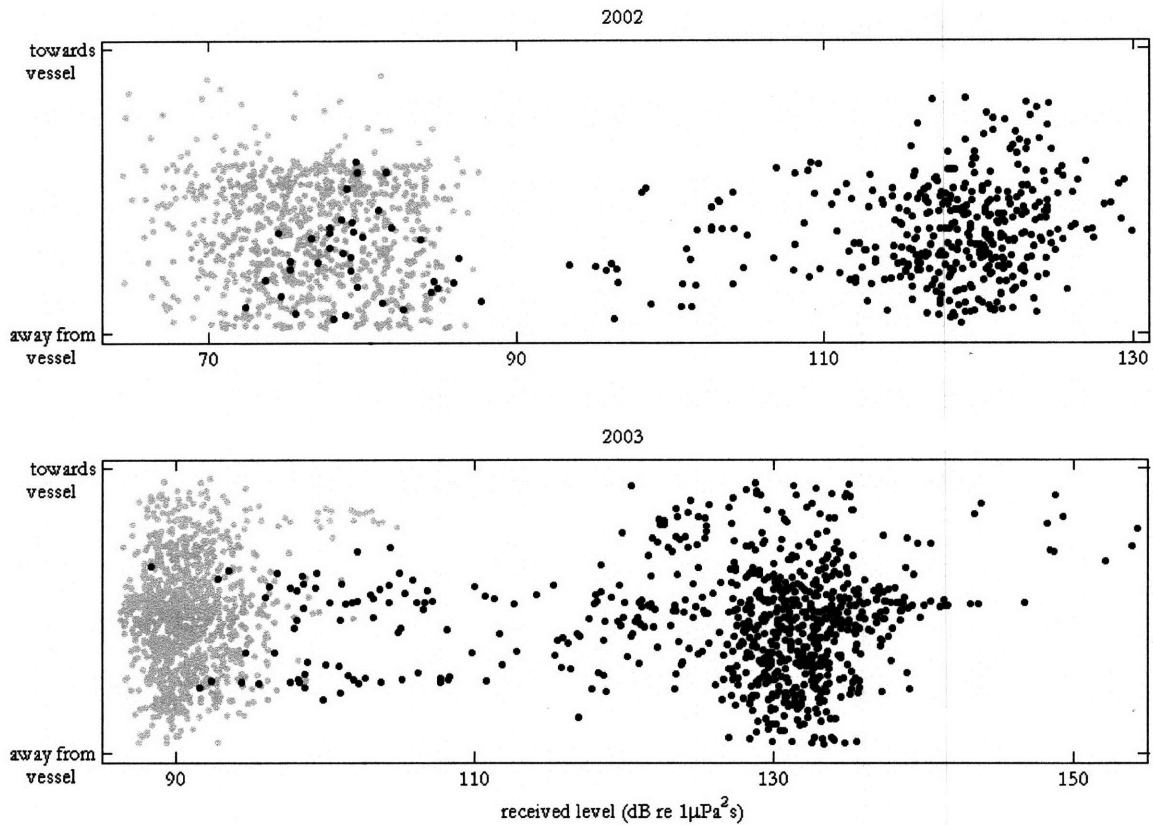 2002
towards
vessel
away from
vessel
70 90 110 130
2003
towards
vessel
away from
vessel
90 110 130 150
received level (dB re 1μPa²s)